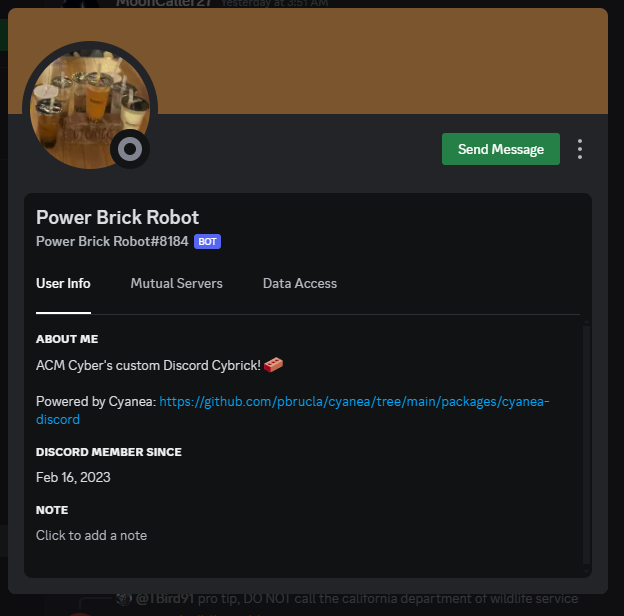 MoonCaller27 Yesterday at 3:51 AM
Send Message
Power Brick Robot
Power Brick Robot#8184 BOT
User Info Mutual Servers Data Access
ABOUT ME
ACM Cyber's custom Discord Cybrick! 🧱
Powered by Cyanea: https://github.com/pbrucla/cyanea/tree/main/packages/cyanea-
discord
DISCORD MEMBER SINCE
Feb 16, 2023
NOTE
Click to add a note
@TBird91 pro tip, DO NOT call the california department of wildlife service